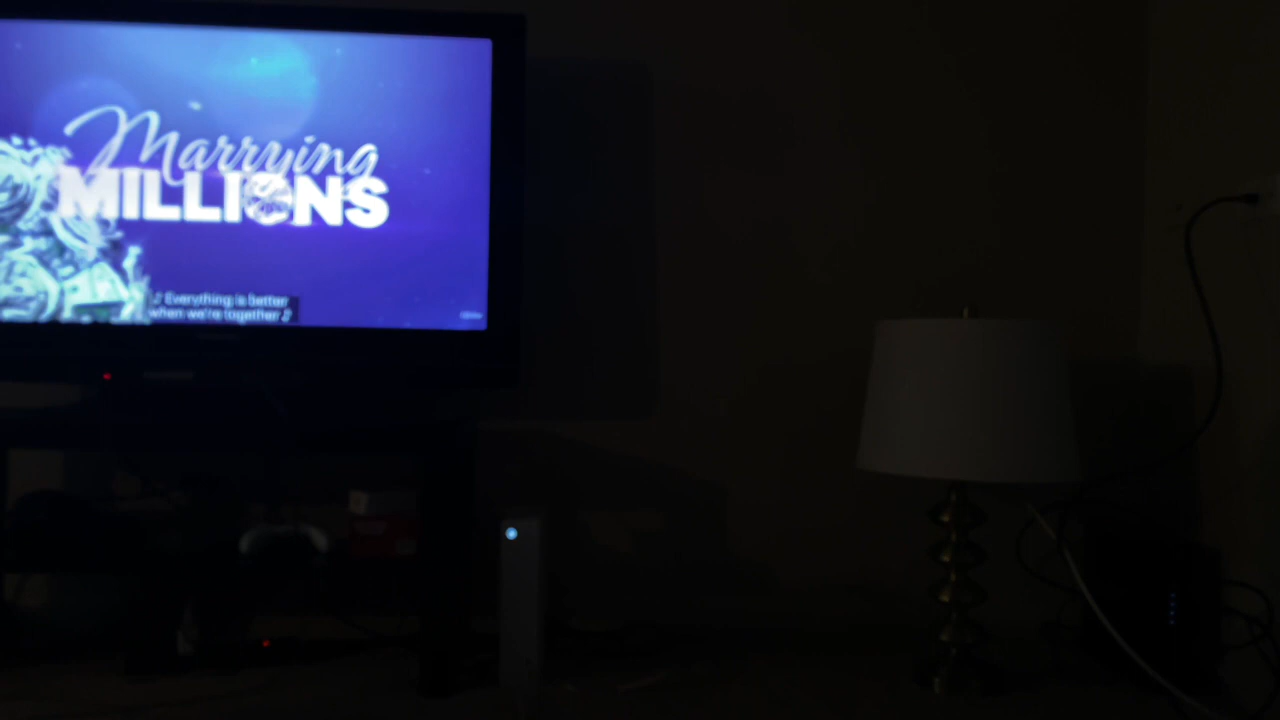 Marrying
MILLIONS
♪ Everything is better
when we're together ♪